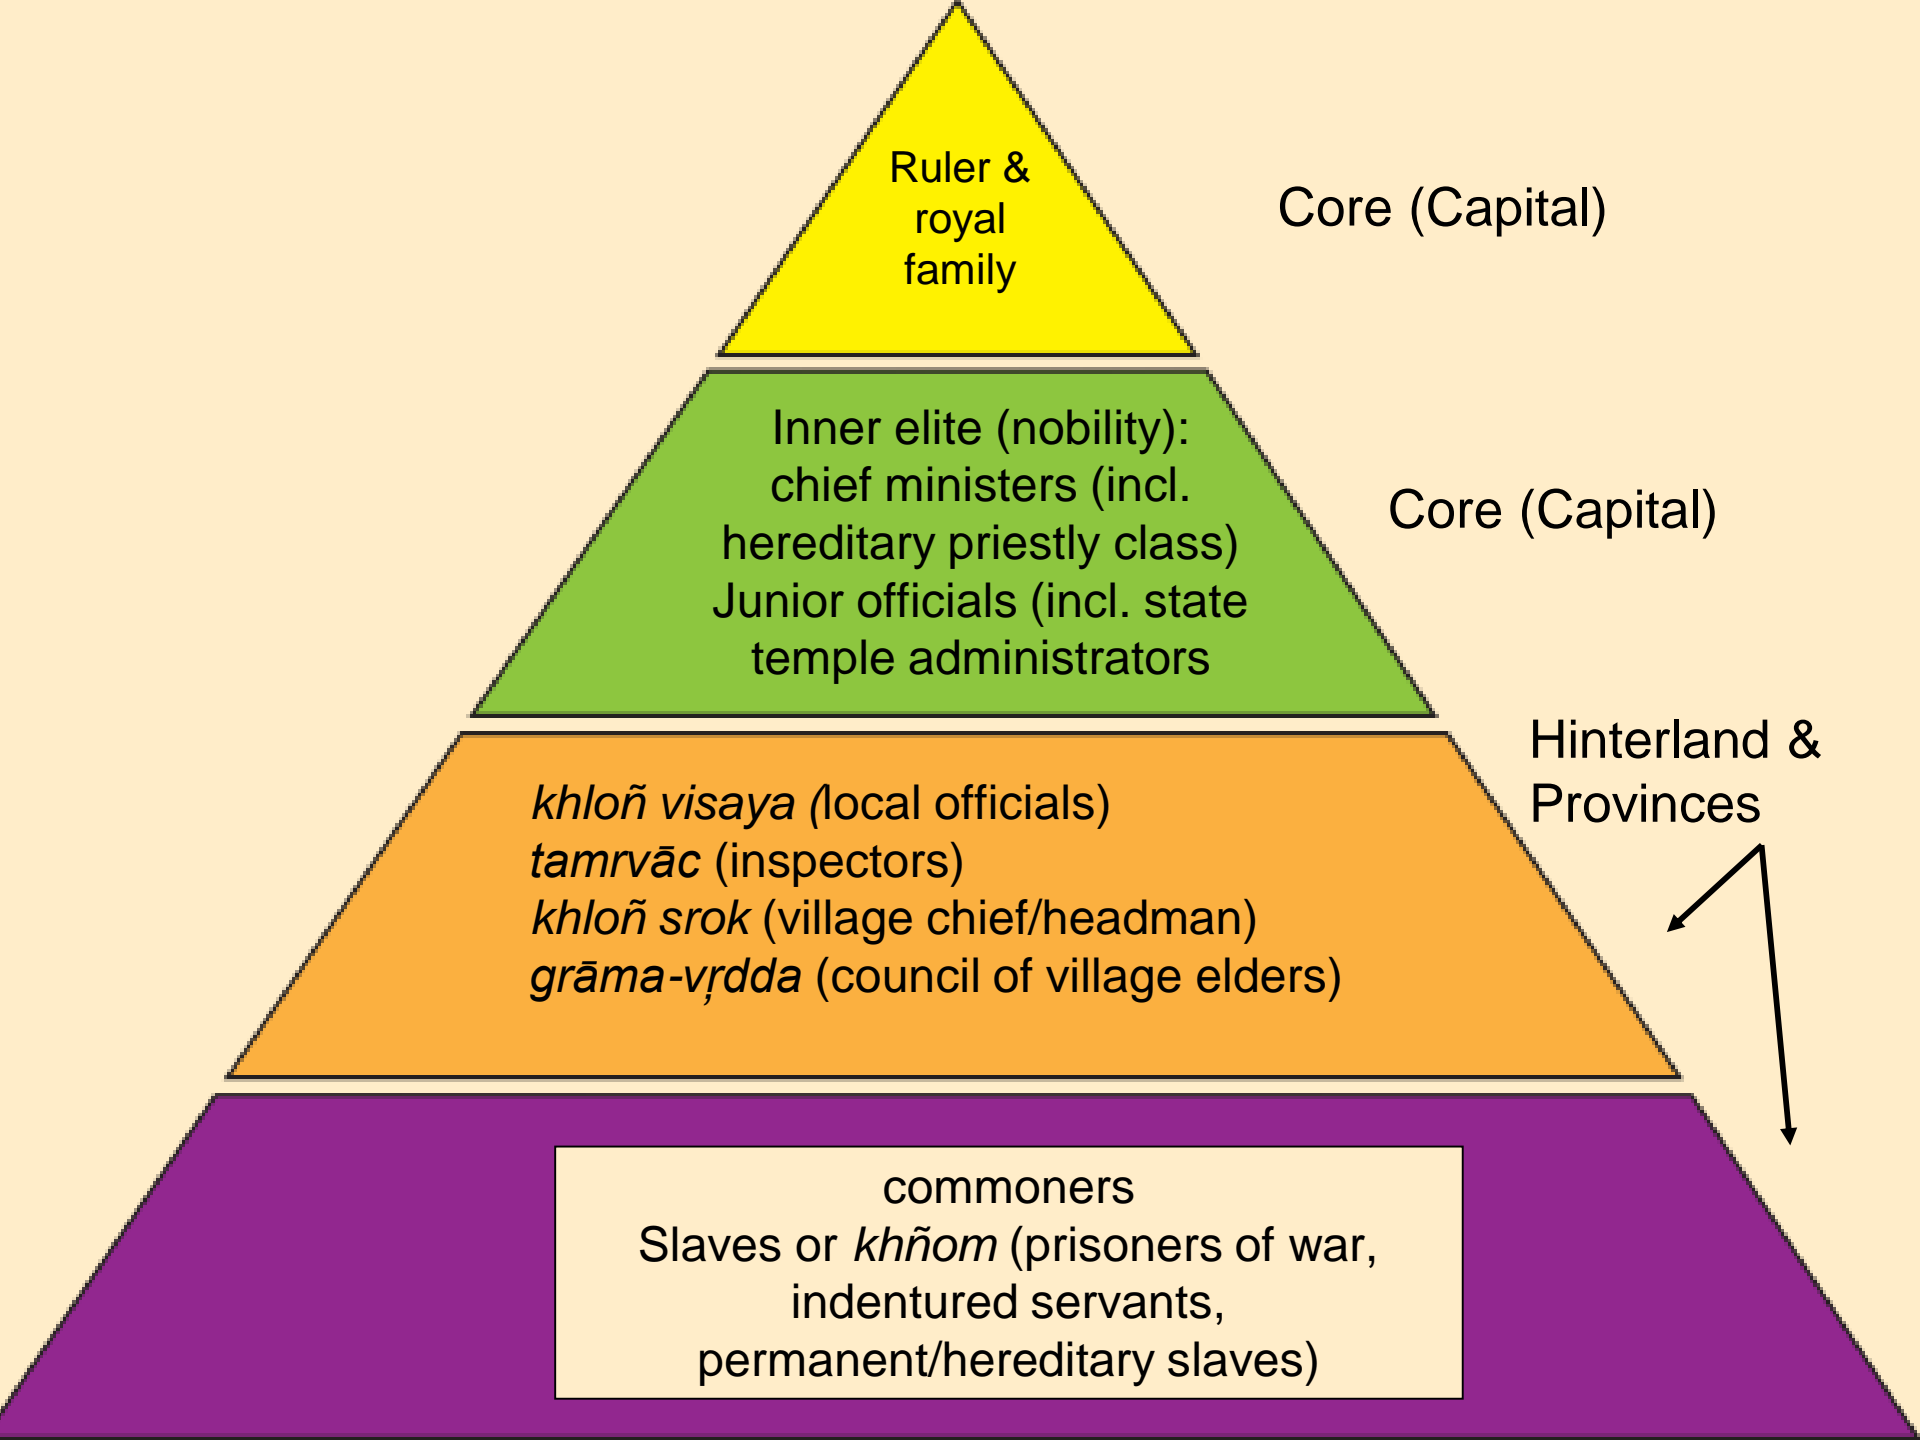 Ruler &
royal
family
Core (Capital)
Inner elite (nobility):
chief ministers (incl.
hereditary priestly class)
Junior officials (incl. state
temple administrators
Core (Capital)
Hinterland &
Provinces
khloñ visaya (local officials)
tamrvāc (inspectors)
khloñ srok (village chief/headman)
grāma-vṛdda (council of village elders)
commoners
Slaves or khñom (prisoners of war,
indentured servants,
permanent/hereditary slaves)